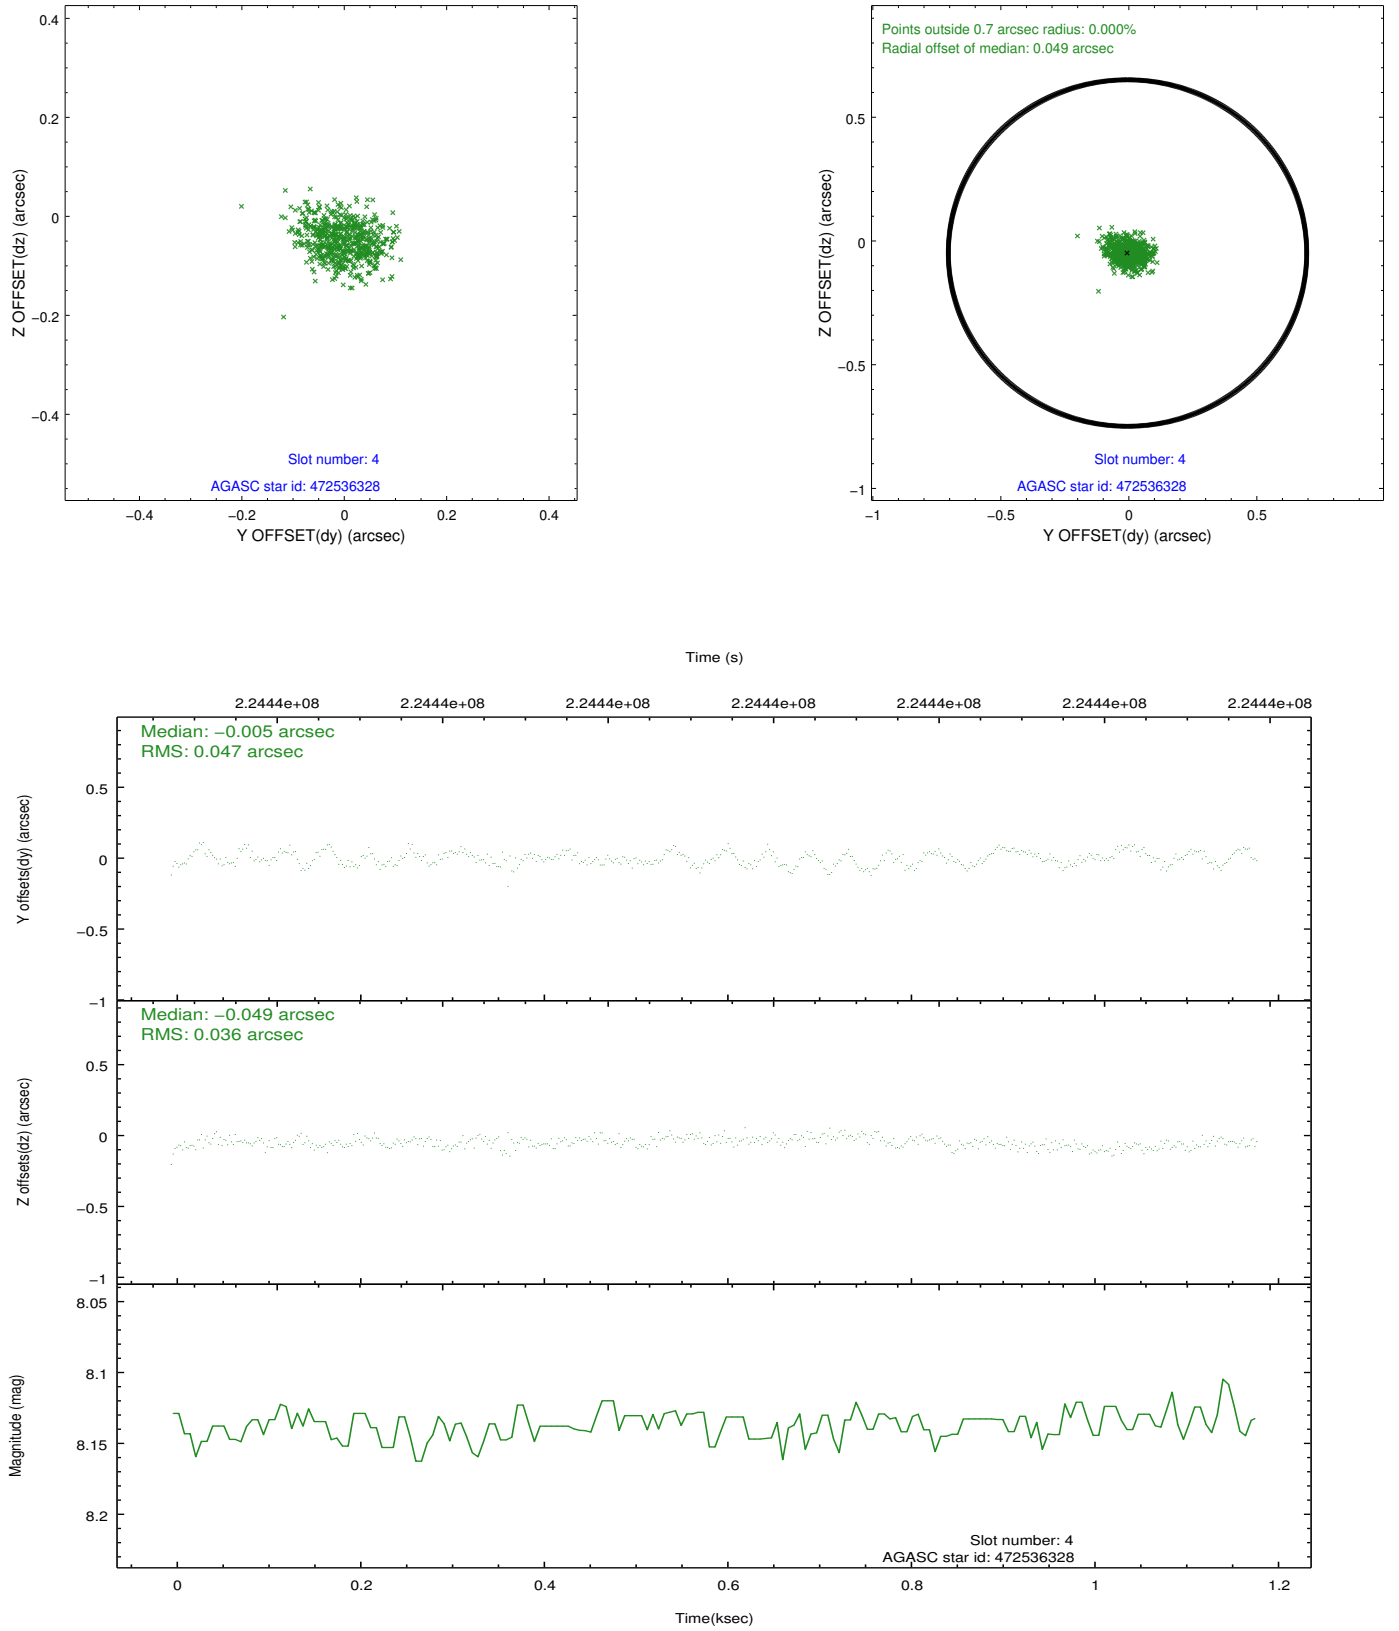 0.4
0.2
0
−0.2
−0.4
Z OFFSET(dz) (arcsec)
Slot number: 4
AGASC star id: 472536328
−0.4 −0.2 0 0.2 0.4
Y OFFSET(dy) (arcsec)
Points outside 0.7 arcsec radius: 0.000%
Radial offset of median: 0.049 arcsec
0.5
0
−0.5
−1
Z OFFSET(dz) (arcsec)
Slot number: 4
AGASC star id: 472536328
−1 −0.5 0 0.5
Y OFFSET(dy) (arcsec)
Time (s)
2.2444e+08 2.2444e+08 2.2444e+08 2.2444e+08 2.2444e+08 2.2444e+08 2.2444e+08
Median: −0.005 arcsec
RMS: 0.047 arcsec
0.5
0
−0.5
−1
Y offsets(dy) (arcsec)
Median: −0.049 arcsec
RMS: 0.036 arcsec
0.5
0
−0.5
−1
Z offsets(dz) (arcsec)
8.05
8.1
8.15
8.2
Magnitude (mag)
Slot number: 4
AGASC star id: 472536328
0 0.2 0.4 0.6 0.8 1 1.2
Time(ksec)